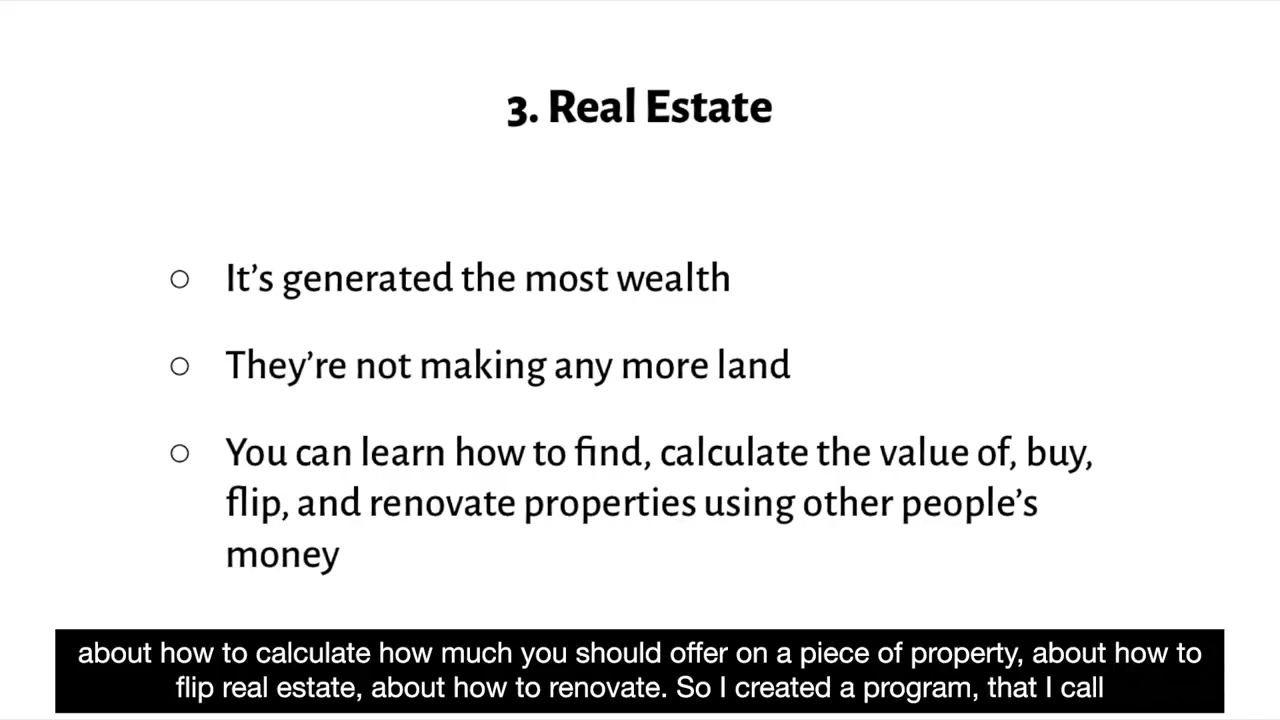 3. Real Estate
○ It's generated the most wealth
○ They're not making any more land
○ You can learn how to find, calculate the value of, buy,
flip, and renovate properties using other people's
money
about how to calculate how much you should offer on a piece of property, about how to
flip real estate, about how to renovate. So I created a program, that I call